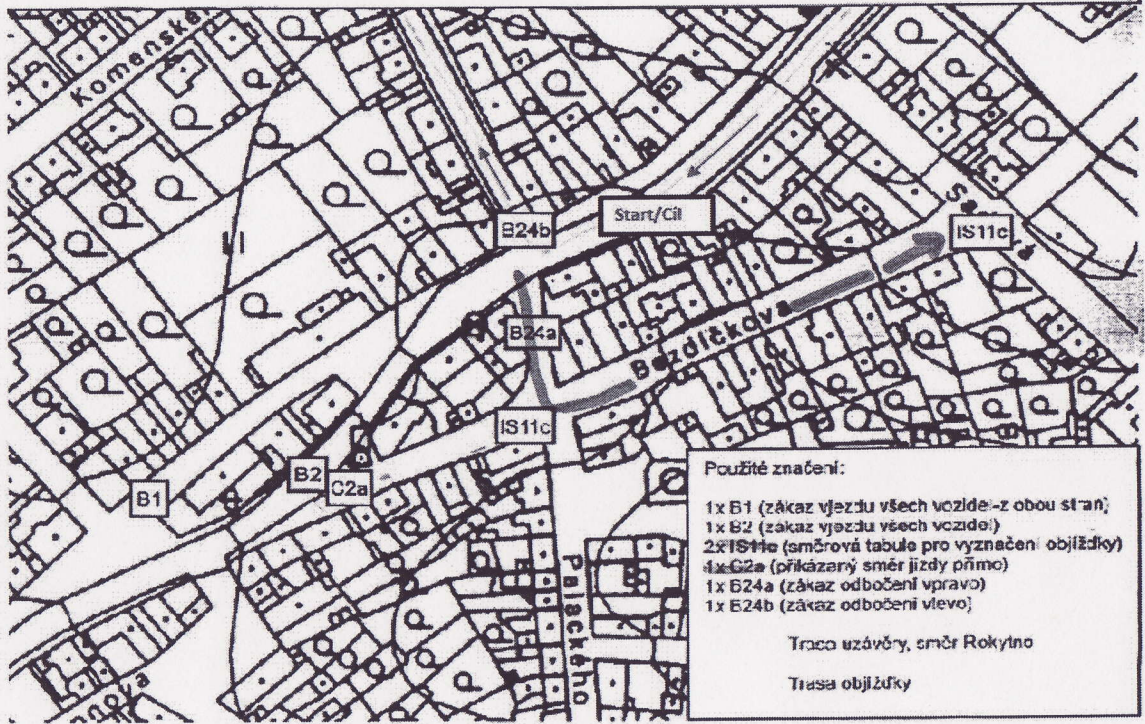 Komenská
B24b
Start/Cíl
IS11c
B24a
Bezdíčkova
IS11c
B2
C2a
B1
Palackého
Použité značení:
1x B1 (zákaz vjezdu všech vozidel-z obou stran)
1x B2 (zákaz vjezdu všech vozidel)
2x IS11c (směrová tabule pro vyznačení objížďky)
1x C2a (přikázaný směr jízdy přímo)
1x B24a (zákaz odbočení vpravo)
1x B24b (zákaz odbočení vlevo)
Trasa uzávěry, směr Rokytno
Trasa objížďky